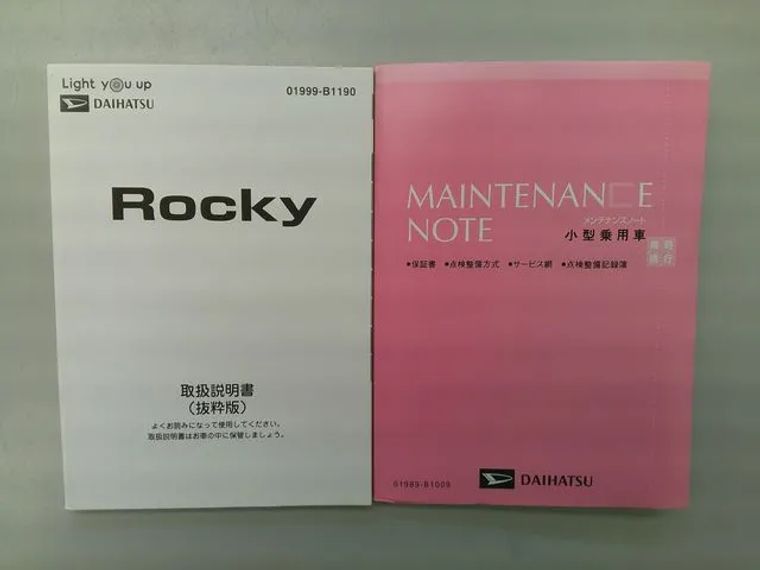 Light you up
DAIHATSU
01999-B1190
Rocky
取扱説明書
（抜粋版）
よくお読みになって使用してください。
取扱説明書はお車の中に保管しましょう。
MAINTENANCE
NOTE
メンテナンスノート
小型乗用車
•保証書 •点検整備方式 •サービス網 •点検整備記録簿
携行
01989-B1009
DAIHATSU